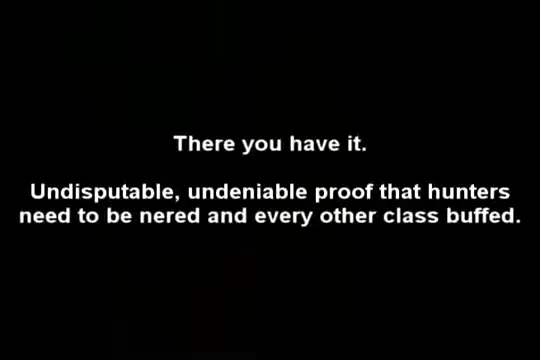 There you have it.
Undisputable, undeniable proof that hunters
need to be nered and every other class buffed.